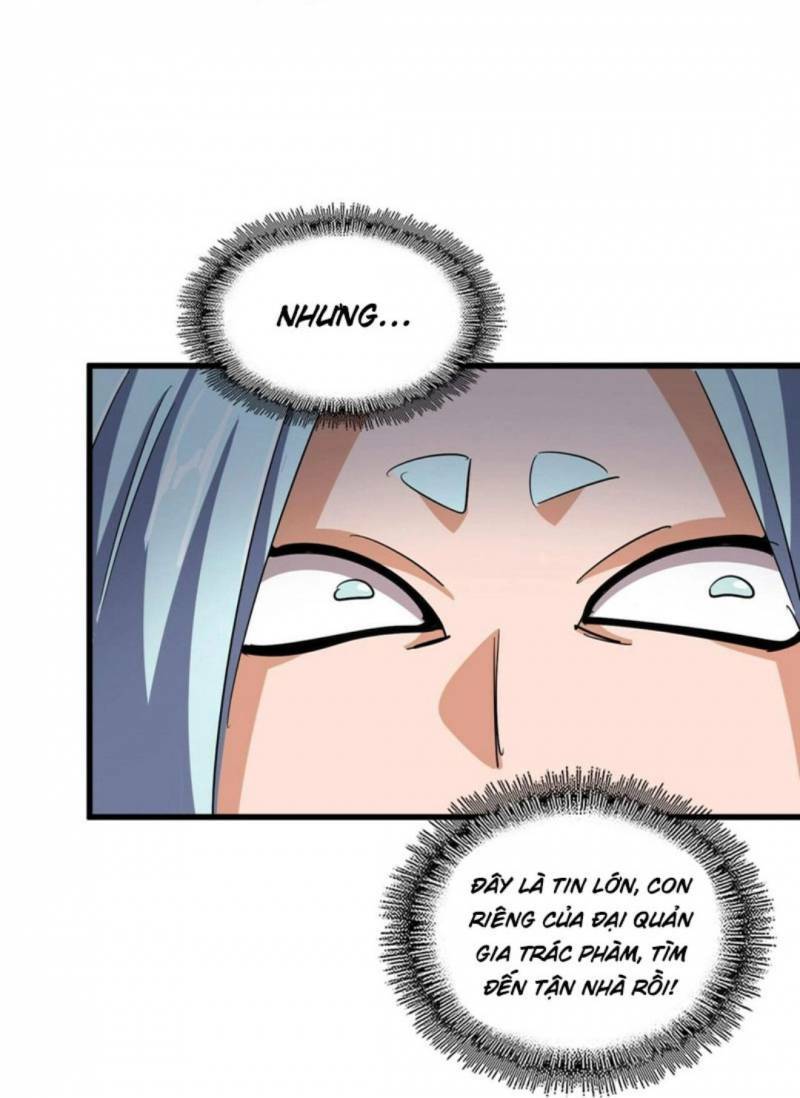 NHƯNG...
ĐÂY LÀ TIN LỚN, CON
RIÊNG CỦA ĐẠI QUẢN
GIA TRÁC PHÀM, TÌM
ĐẾN TẬN NHÀ RỒI!